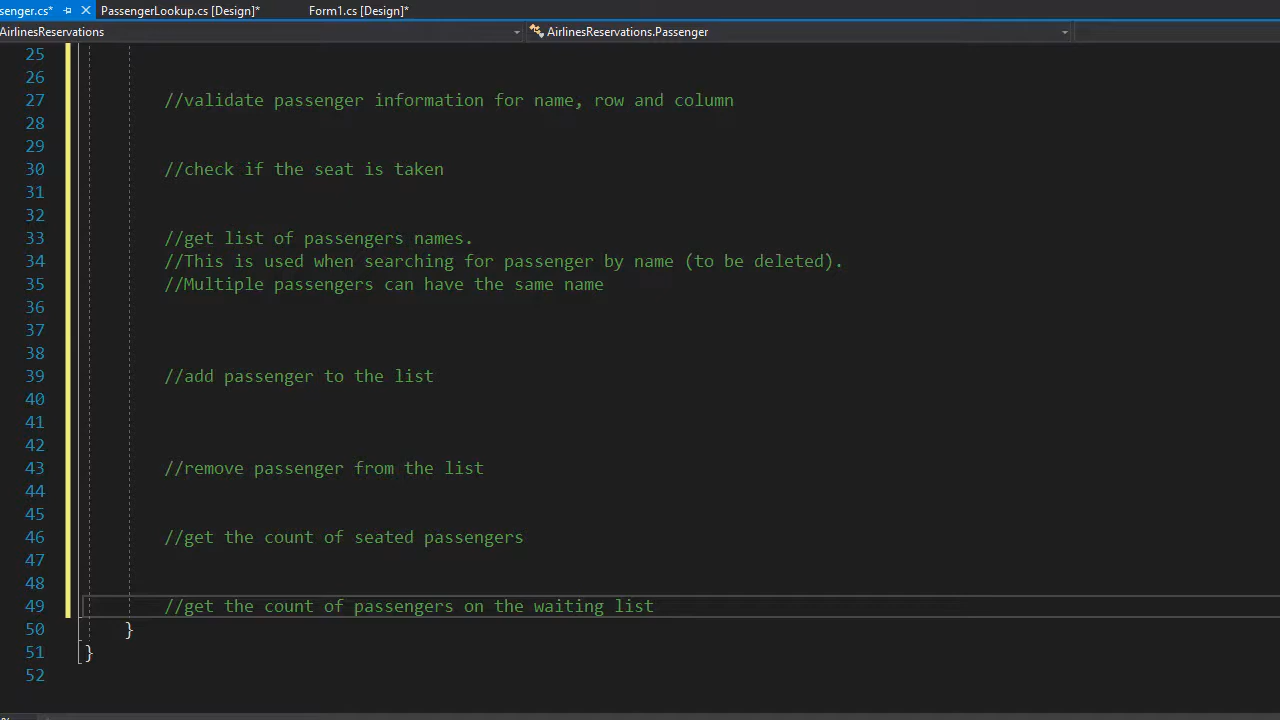 senger.cs* PassengerLookup.cs [Design]* Form1.cs [Design]*
AirlinesReservations AirlinesReservations.Passenger
25
26
27 //validate passenger information for name, row and column
28
29
30 //check if the seat is taken
31
32
33 //get list of passengers names.
34 //This is used when searching for passenger by name (to be deleted).
35 //Multiple passengers can have the same name
36
37
38
39 //add passenger to the list
40
41
42
43 //remove passenger from the list
44
45
46 //get the count of seated passengers
47
48
49 //get the count of passengers on the waiting list
50 }
51 }
52